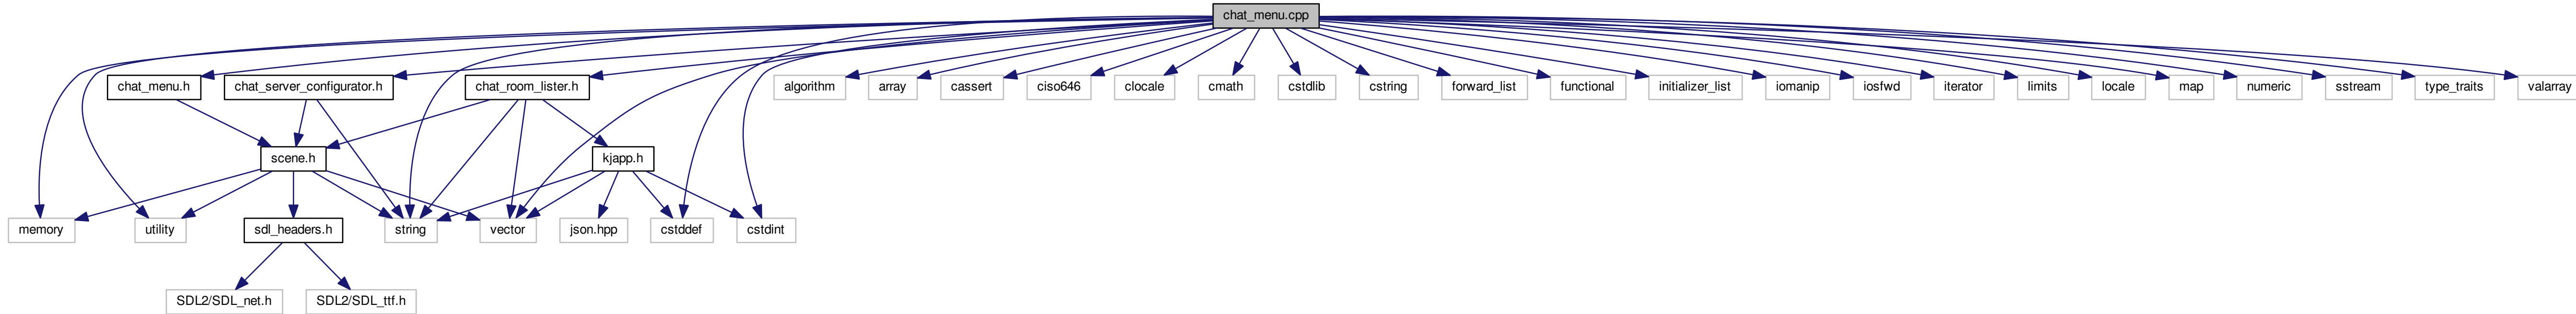 chat_menu.cpp
chat_menu.h
chat_server_configurator.h
chat_room_lister.h
algorithm
array
cassert
ciso646
clocale
cmath
cstdlib
cstring
forward_list
functional
initializer_list
iomanip
iosfwd
iterator
limits
locale
map
numeric
sstream
type_traits
valarray
scene.h
kjapp.h
memory
utility
sdl_headers.h
string
vector
json.hpp
cstddef
cstdint
SDL2/SDL_net.h
SDL2/SDL_ttf.h